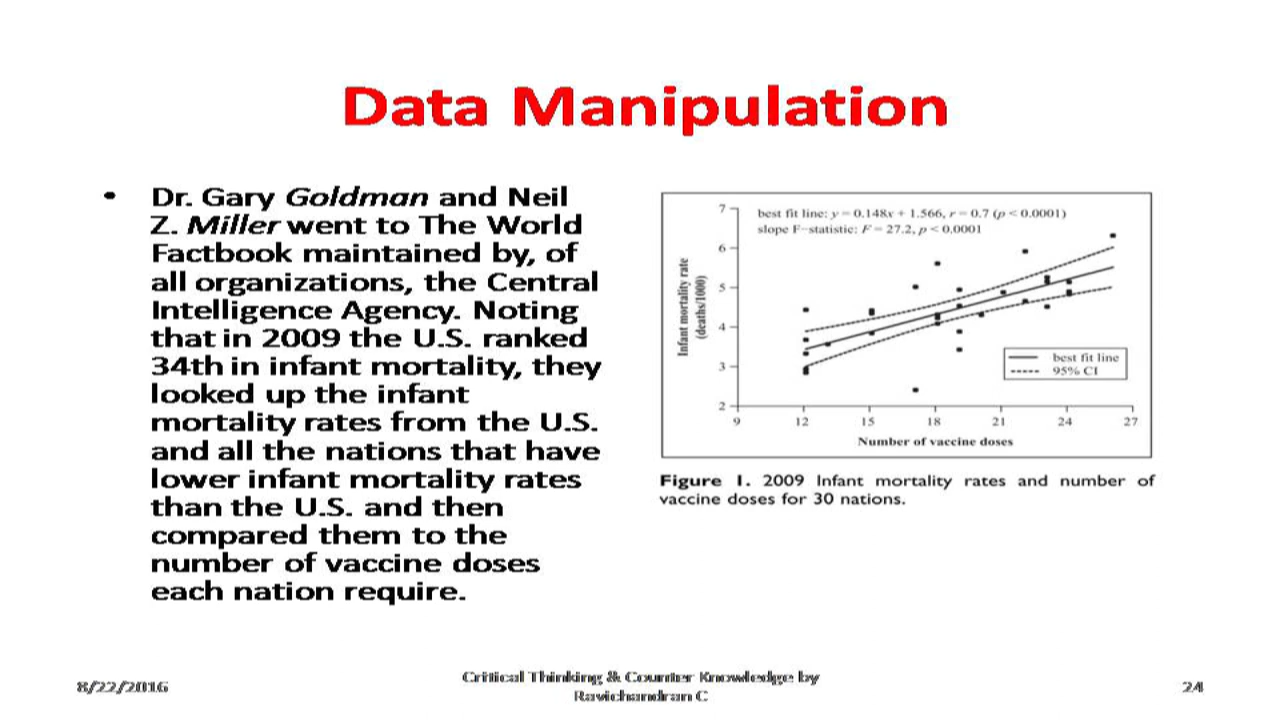 Data Manipulation
• Dr. Gary Goldman and Neil
Z. Miller went to The World
Factbook maintained by, of
all organizations, the Central
Intelligence Agency. Noting
that in 2009 the U.S. ranked
34th in infant mortality, they
looked up the infant
mortality rates from the U.S.
and all the nations that have
lower infant mortality rates
than the U.S. and then
compared them to the
number of vaccine doses
each nation require.
best fit line: y = 0.148x + 1.566, r = 0.7 (p < 0.0001)
slope F-statistic: F = 27.2, p < 0.0001
Infant mortality rate
(deaths/1000)
7
6
5
4
3
2
best fit line
95% CI
9 12 15 18 21 24 27
Number of vaccine doses
Figure 1. 2009 Infant mortality rates and number of
vaccine doses for 30 nations.
8/22/2016
Critical Thinking & Counter Knowledge by
Ravichandran C
24